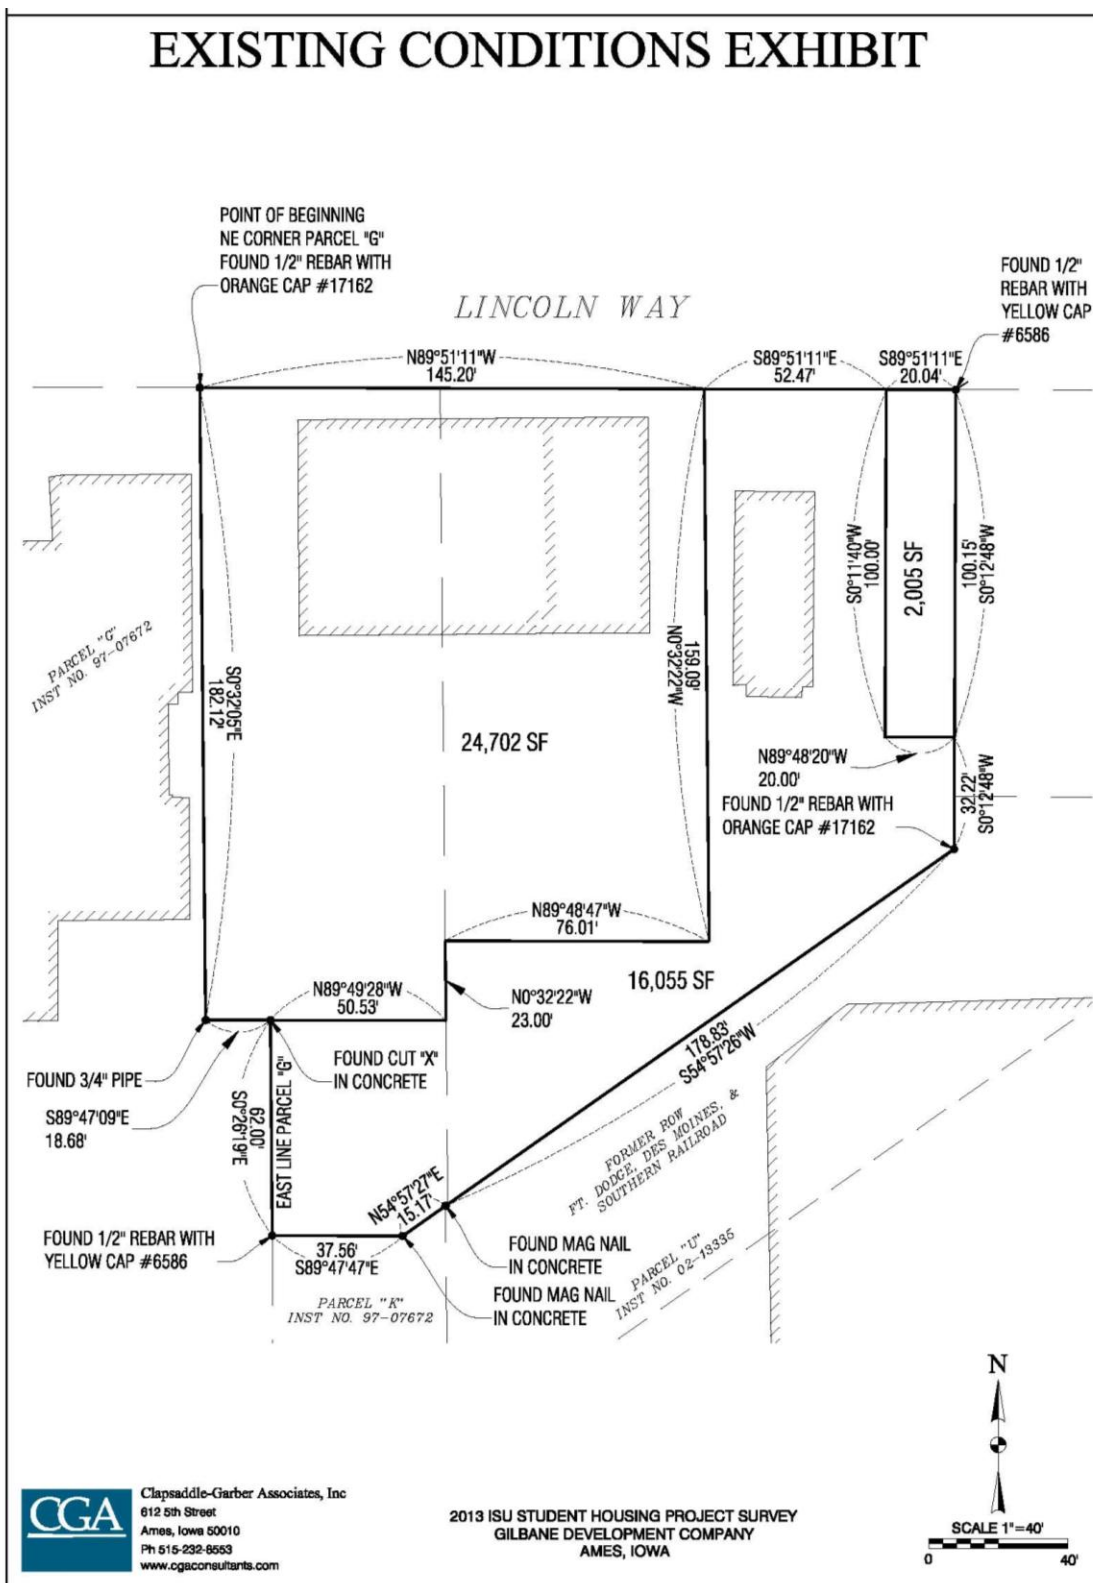 EXISTING CONDITIONS EXHIBIT
POINT OF BEGINNING
NE CORNER PARCEL "G"
FOUND 1/2" REBAR WITH
ORANGE CAP #17162
FOUND 1/2"
REBAR WITH
YELLOW CAP
#6586
LINCOLN WAY
N89°51'11"W
145.20'
S89°51'11"E
52.47'
S89°51'11"E
20.04'
PARCEL "G"
INST NO. 97-07672
S0°32'05"E
182.12'
159.09'
N0°32'22"W
S0°11'40"W
100.00'
2,005 SF
100.15'
S0°12'48"W
24,702 SF
N89°48'20"W
20.00'
FOUND 1/2" REBAR WITH
ORANGE CAP #17162
32.22'
S0°12'48"W
N89°48'47"W
76.01'
16,055 SF
N89°49'28"W
50.53'
N0°32'22"W
23.00'
FOUND 3/4" PIPE
S89°47'09"E
18.68'
FOUND CUT "X"
IN CONCRETE
EAST LINE PARCEL "G"
62.00'
S0°26'19"E
178.83'
S54°57'26"W
FORMER ROW
FT. DODGE, DES MOINES, &
SOUTHERN RAILROAD
N54°57'27"E
15.17'
FOUND 1/2" REBAR WITH
YELLOW CAP #6586
37.56'
S89°47'47"E
FOUND MAG NAIL
IN CONCRETE
FOUND MAG NAIL
IN CONCRETE
PARCEL "U"
INST NO. 02-13335
PARCEL "K"
INST NO. 97-07672
N
CGA
Clapsaddle-Garber Associates, Inc
612 5th Street
Ames, Iowa 50010
Ph 515-232-8553
www.cgaconsultants.com
2013 ISU STUDENT HOUSING PROJECT SURVEY
GILBANE DEVELOPMENT COMPANY
AMES, IOWA
SCALE 1"=40'
0 40'